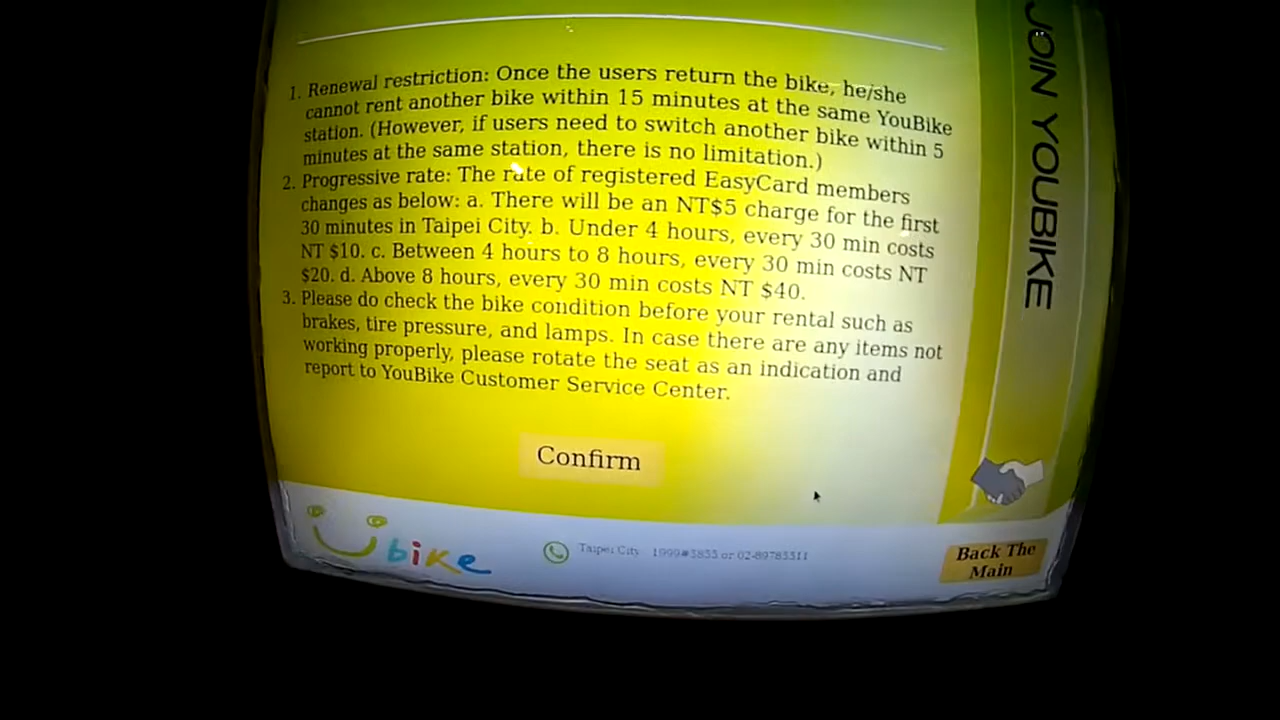 1. Renewal restriction: Once the users return the bike, he/she
cannot rent another bike within 15 minutes at the same YouBike
station. (However, if users need to switch another bike within 5
minutes at the same station, there is no limitation.)
2. Progressive rate: The rate of registered EasyCard members
changes as below: a. There will be an NT$5 charge for the first
30 minutes in Taipei City. b. Under 4 hours, every 30 min costs
NT $10. c. Between 4 hours to 8 hours, every 30 min costs NT
$20. d. Above 8 hours, every 30 min costs NT $40.
3. Please do check the bike condition before your rental such as
brakes, tire pressure, and lamps. In case there are any items not
working properly, please rotate the seat as an indication and
report to YouBike Customer Service Center.
Confirm
JOIN YOUBIKE
Ubike
Taipei City 1999#5855 or 02-89785511
Back The
Main